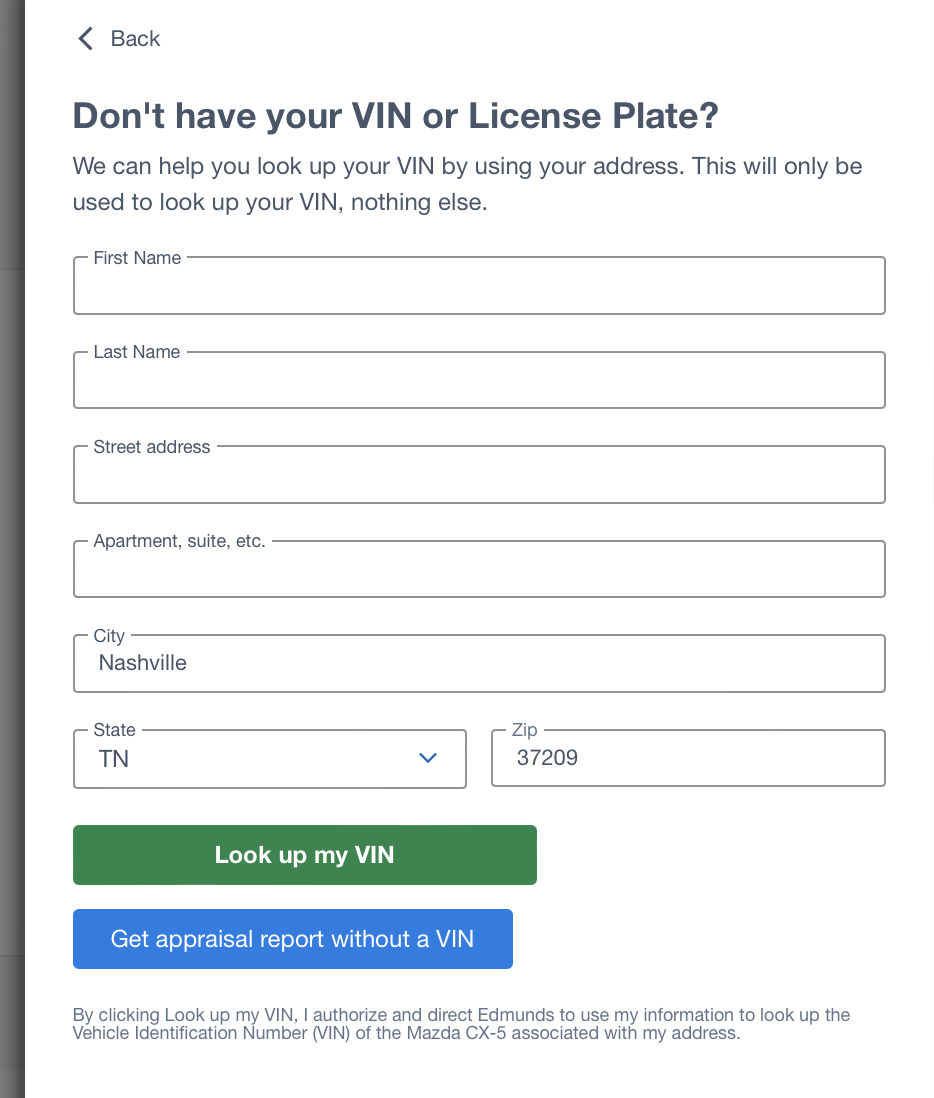 Back
Don't have your VIN or License Plate?
We can help you look up your VIN by using your address. This will only be
used to look up your VIN, nothing else.
First Name
Last Name
Street address
Apartment, suite, etc.
City
Nashville
State
TN
Zip
37209
Look up my VIN
Get appraisal report without a VIN
By clicking Look up my VIN, I authorize and direct Edmunds to use my information to look up the
Vehicle Identification Number (VIN) of the Mazda CX-5 associated with my address.